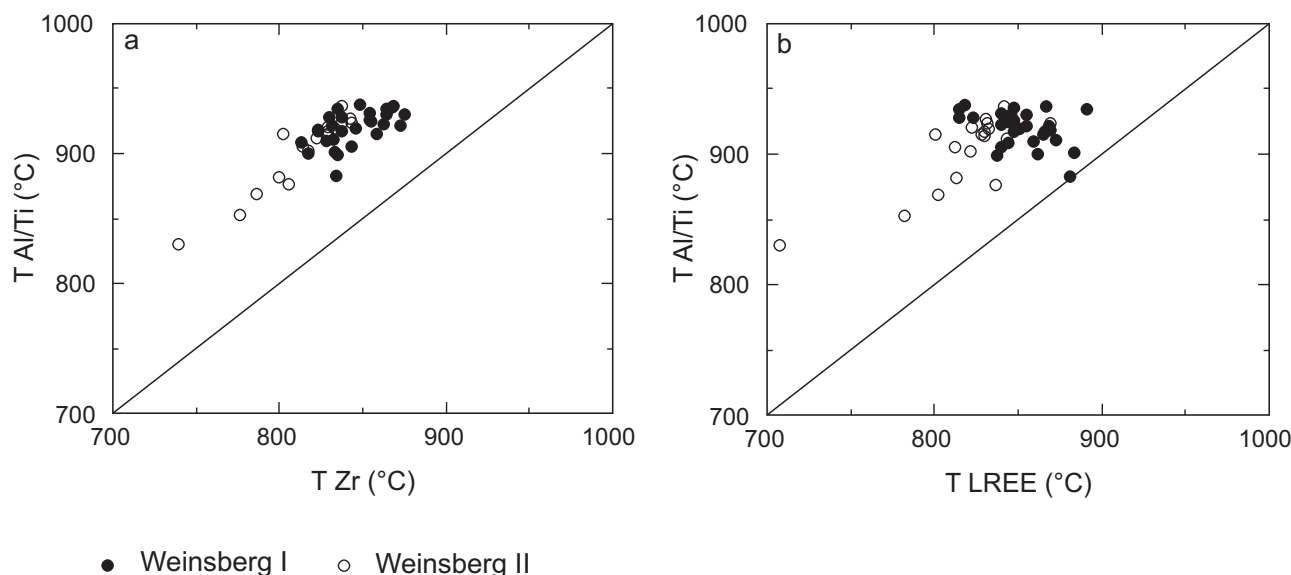 a
1000
900
800
700
T Al/Ti (°C)
700 800 900 1000
T Zr (°C)
b
1000
900
800
700
T Al/Ti (°C)
700 800 900 1000
T LREE (°C)
Weinsberg I Weinsberg II